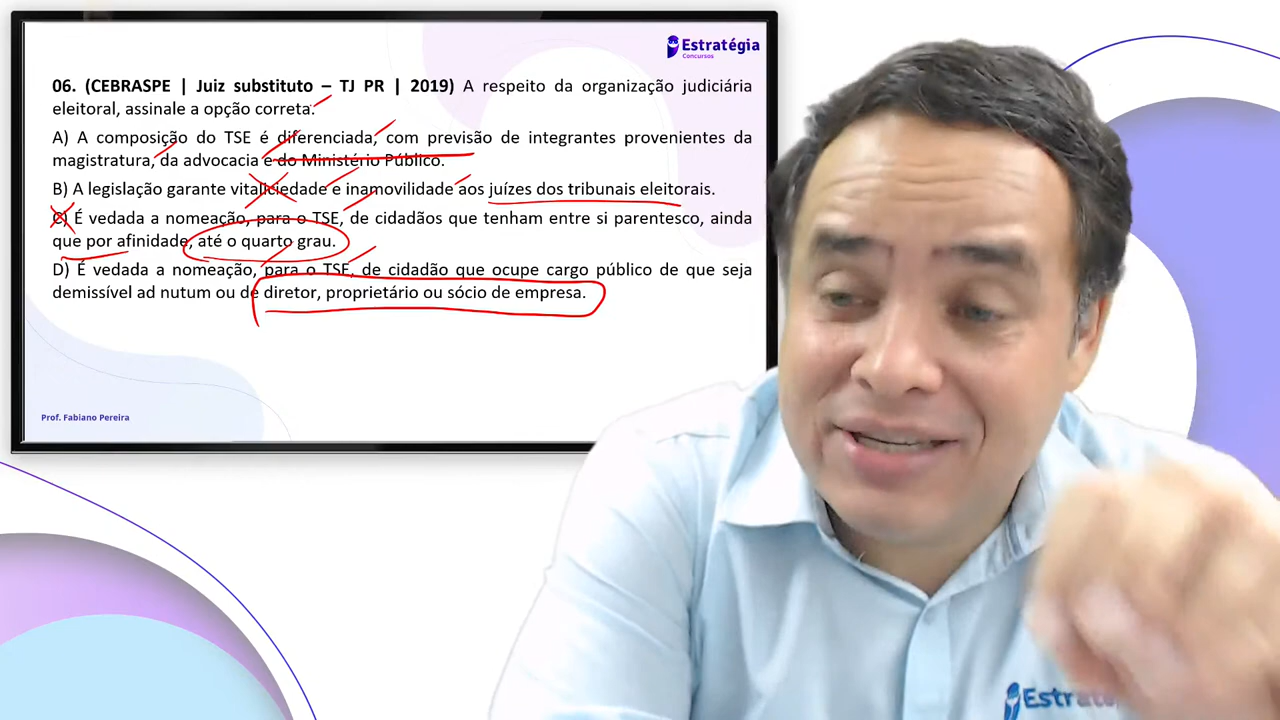 Estratégia
Concursos
06. (CEBRASPE | Juiz substituto – TJ PR | 2019) A respeito da organização judiciária
eleitoral, assinale a opção correta.
A) A composição do TSE é diferenciada, com previsão de integrantes provenientes da
magistratura, da advocacia e do Ministério Público.
B) A legislação garante vitaliciedade e inamovilidade aos juízes dos tribunais eleitorais.
C) É vedada a nomeação, para o TSE, de cidadãos que tenham entre si parentesco, ainda
que por afinidade, até o quarto grau.
D) É vedada a nomeação, para o TSE, de cidadão que ocupe cargo público de que seja
demissível ad nutum ou de diretor, proprietário ou sócio de empresa.
Prof. Fabiano Pereira